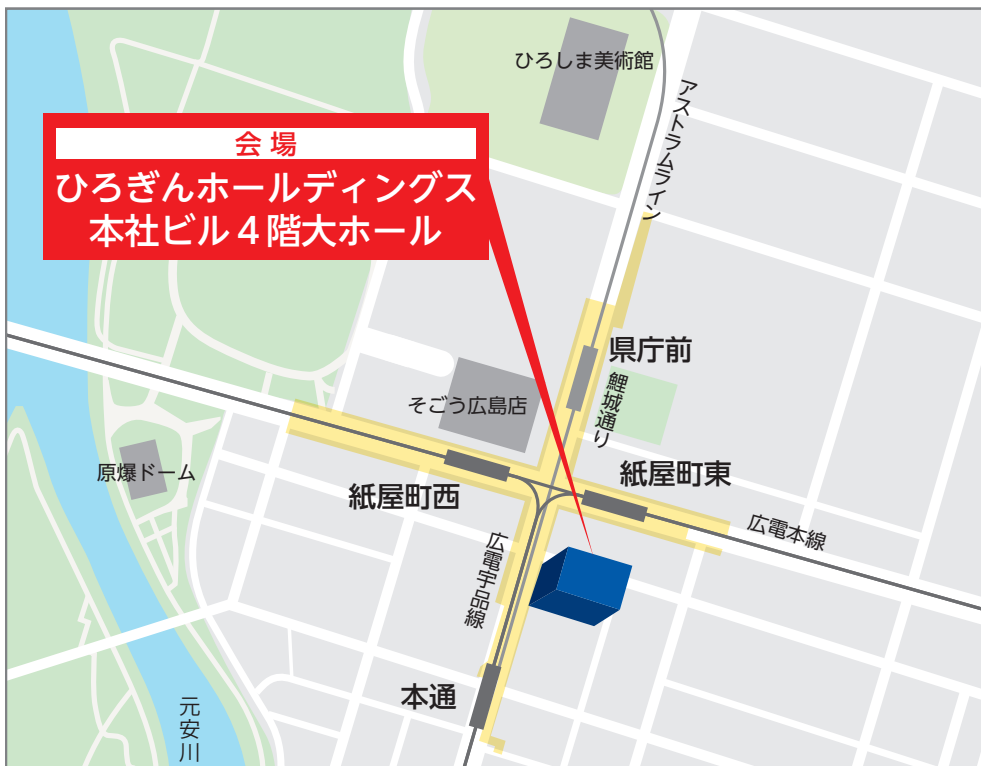 ひろしま美術館
アストラムライン
会場
ひろぎんホールディングス
本社ビル４階大ホール
県庁前
鯉城通り
そごう広島店
原爆ドーム
紙屋町西
紙屋町東
広電本線
広電宇品線
本通
元安川